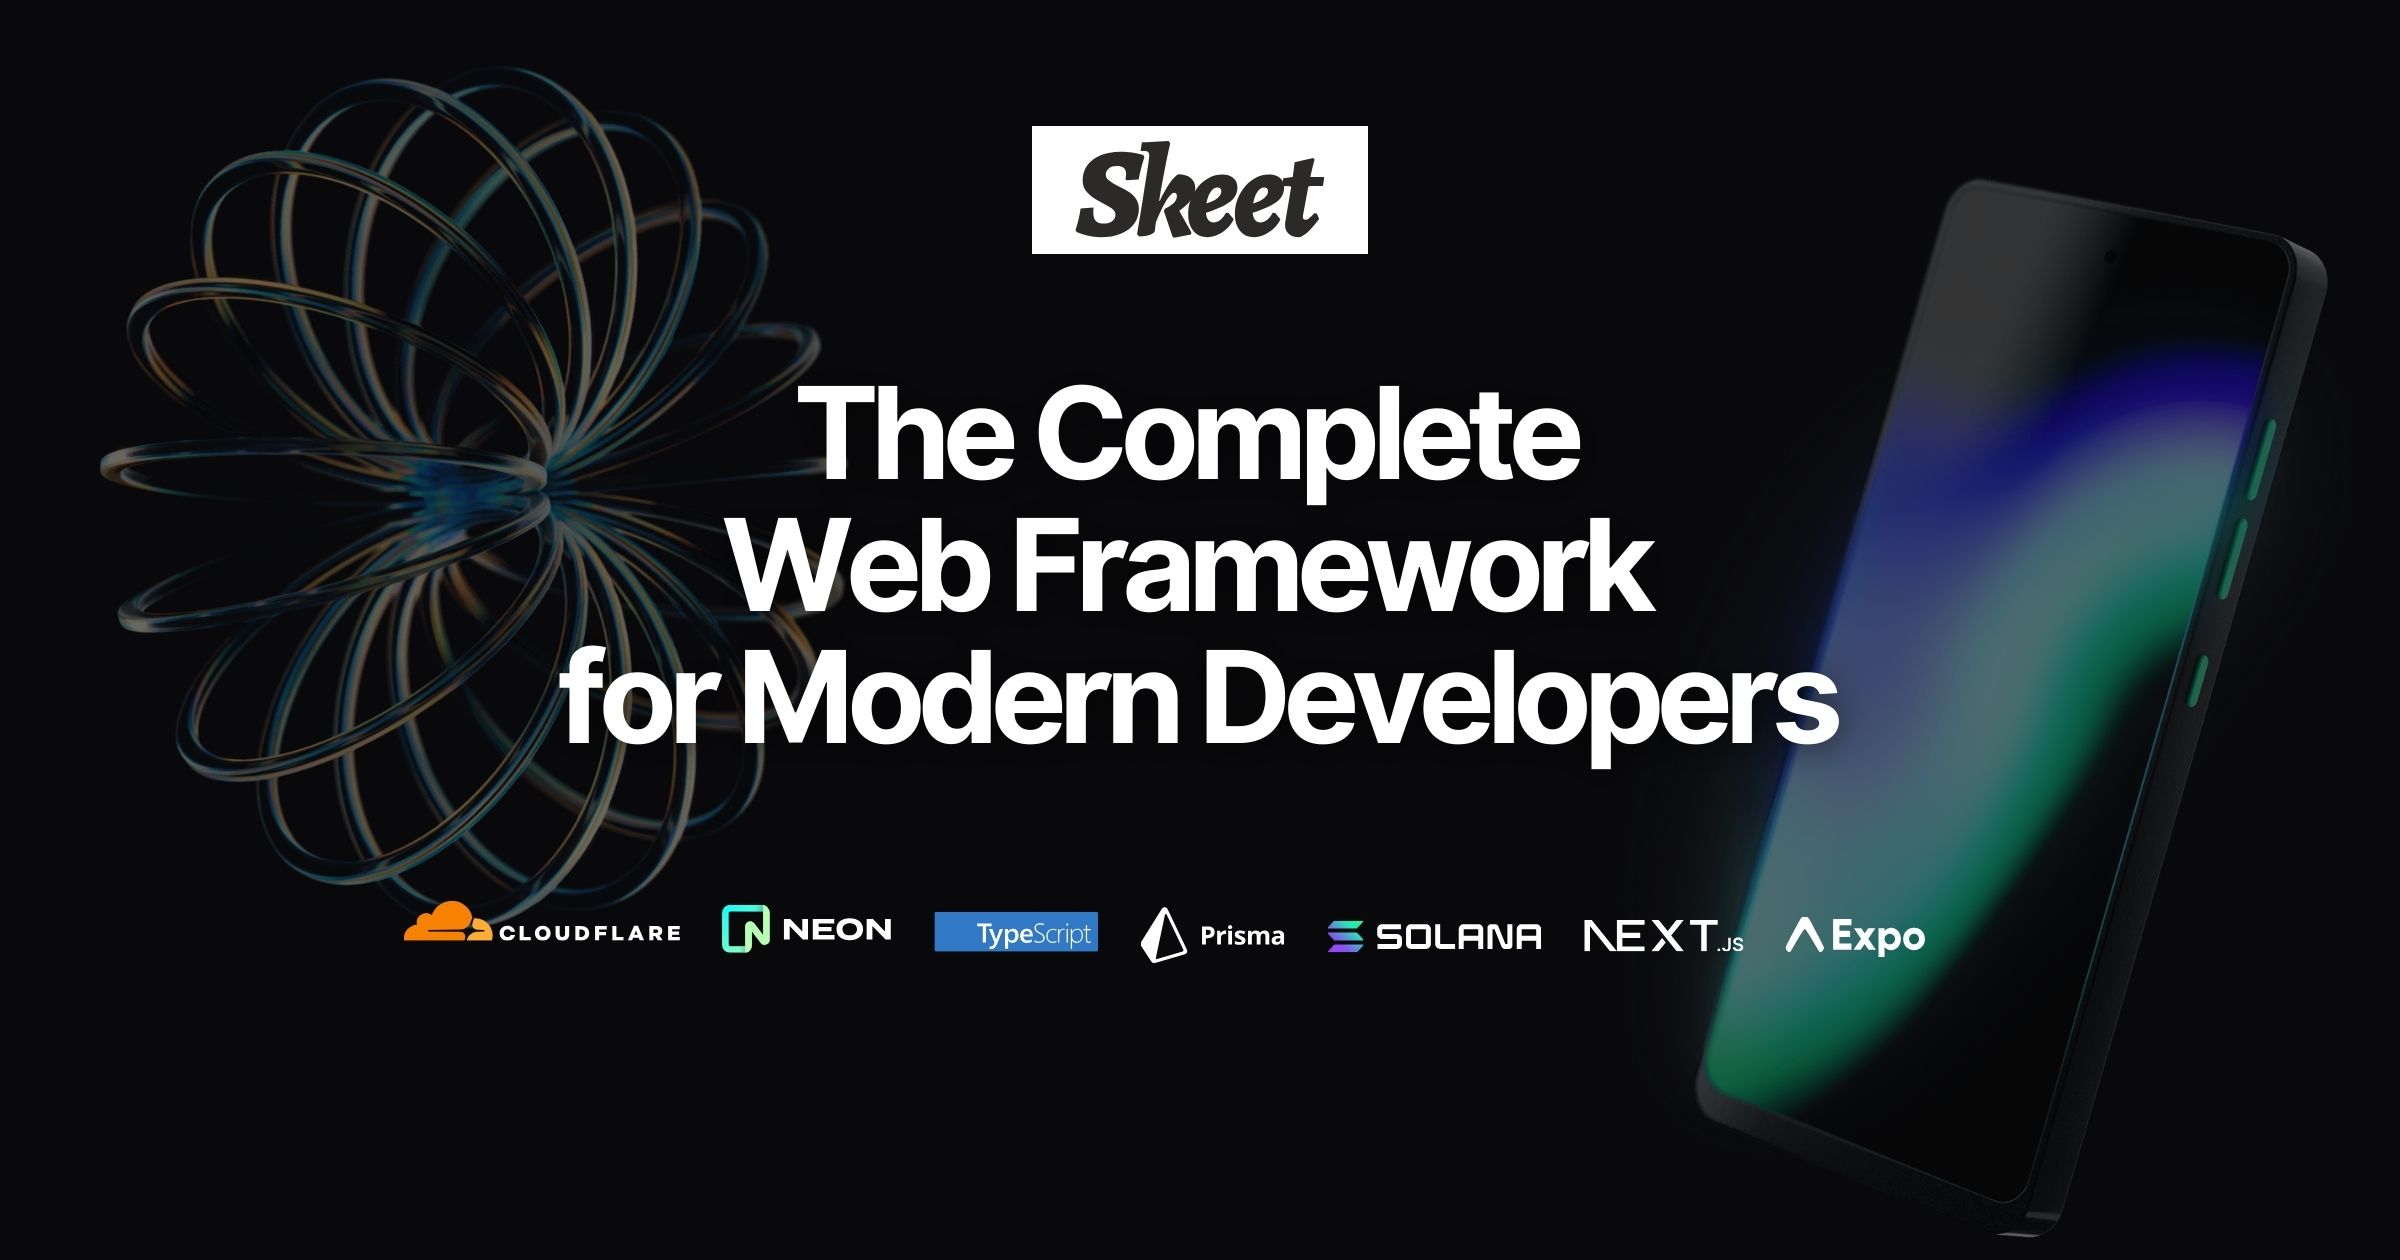 Skeet
The Complete
Web Framework
for Modern Developers
CLOUDFLARE NEON TypeScript Prisma SOLANA NEXT.JS Expo